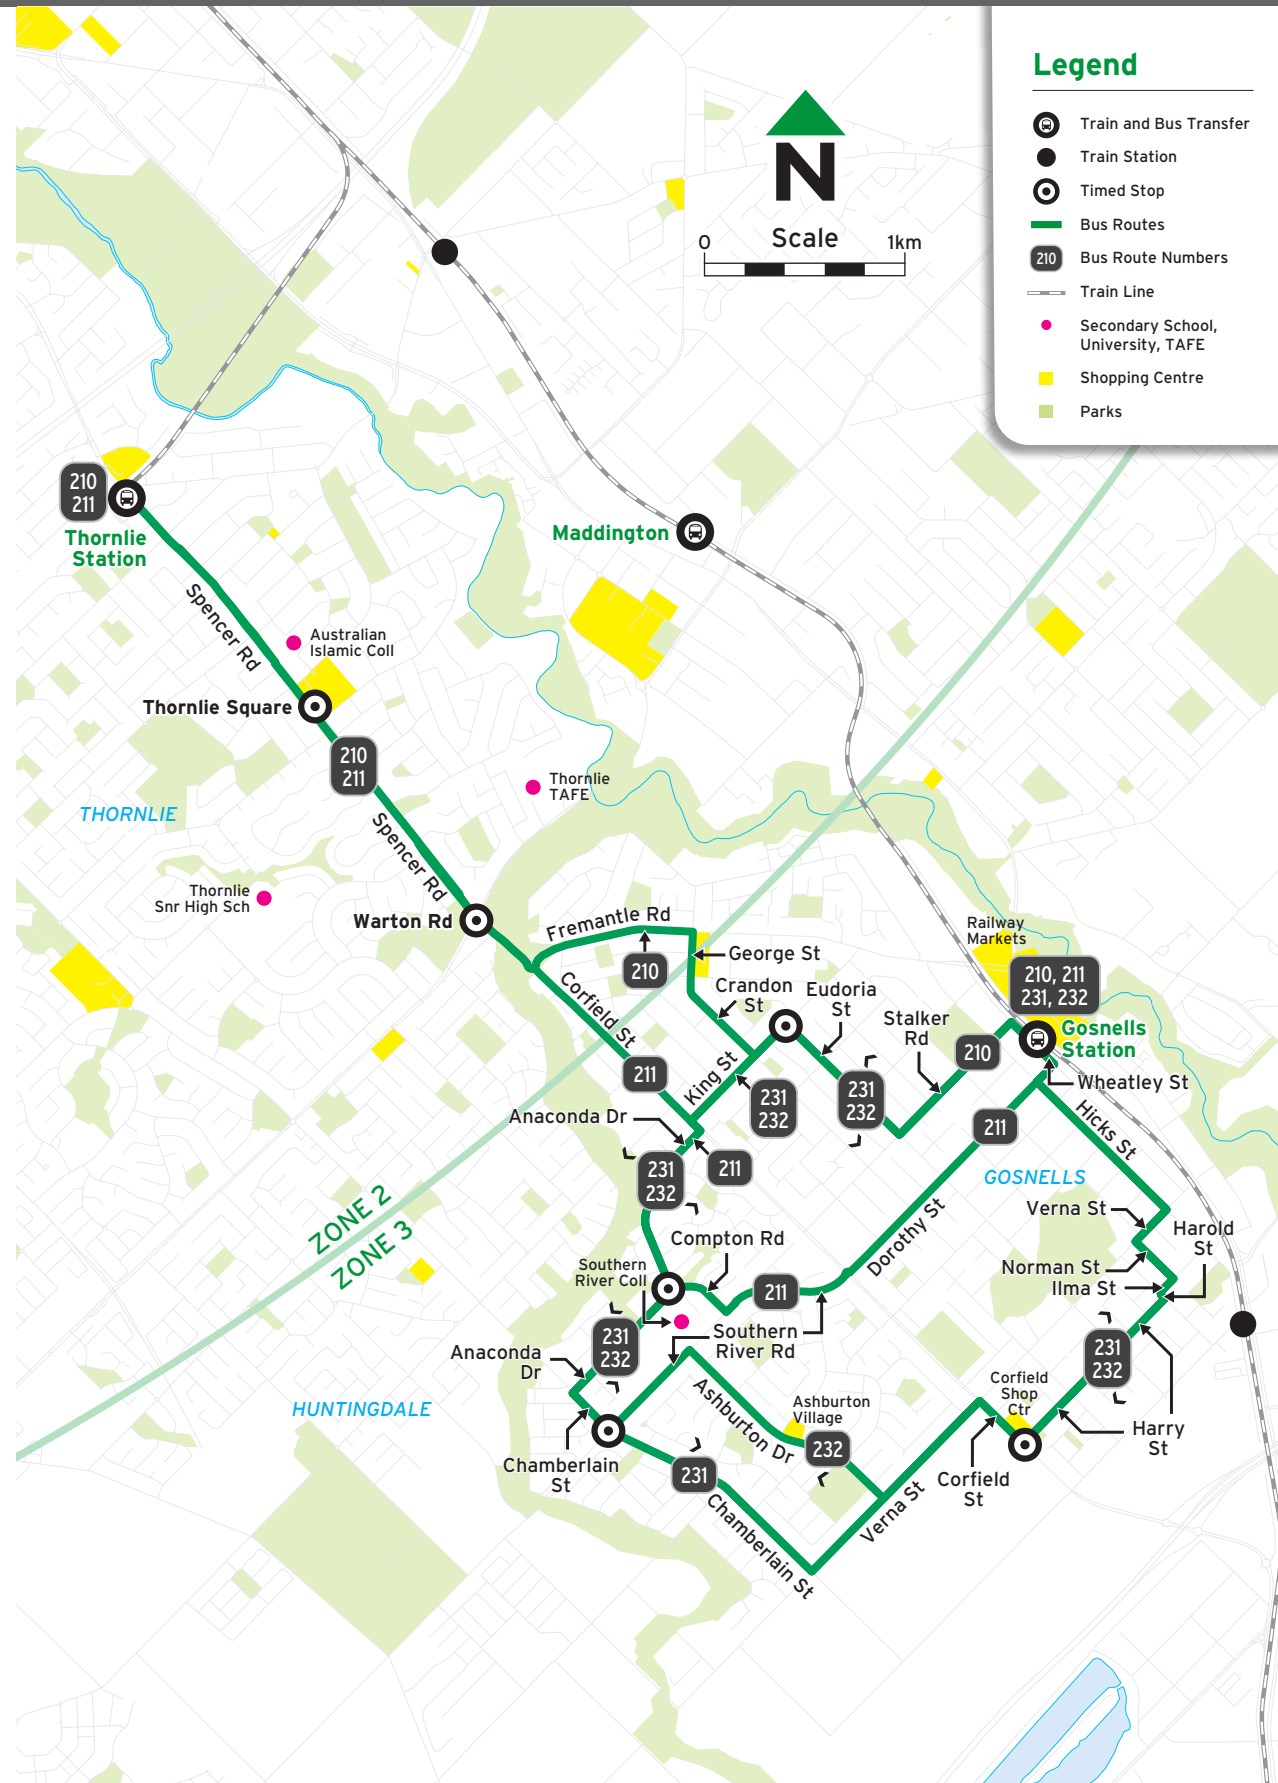 Legend
Train and Bus Transfer
Train Station
Timed Stop
Bus Routes
210
Bus Route Numbers
Train Line
Secondary School,
University, TAFE
Shopping Centre
Parks
N
Scale
0
1km
210
211
Thornlie
Station
Maddington
Spencer Rd
Australian
Islamic Coll
Thornlie Square
210
211
Thornlie
TAFE
THORNLIE
Spencer Rd
Thornlie
Snr High Sch
Warton Rd
Fremantle Rd
210
George St
Railway
Markets
210, 211
231, 232
Gosnells
Station
Crandon
St
Eudoria
St
Stalker
Rd
210
Corfield St
211
King St
231
232
231
232
Wheatley St
Hicks St
Anaconda Dr
211
231
232
211
GOSNELLS
ZONE 2
ZONE 3
Verna St
Harold
St
Compton Rd
Dorothy St
Southern
River Coll
Norman St
Ilma St
211
Southern
River Rd
231
232
231
232
Anaconda
Dr
Corfield
Shop
Ctr
Ashburton Dr
Ashburton
Village
HUNTINGDALE
232
Harry
St
Chamberlain
St
231
Corfield
St
Verna St
Chamberlain St